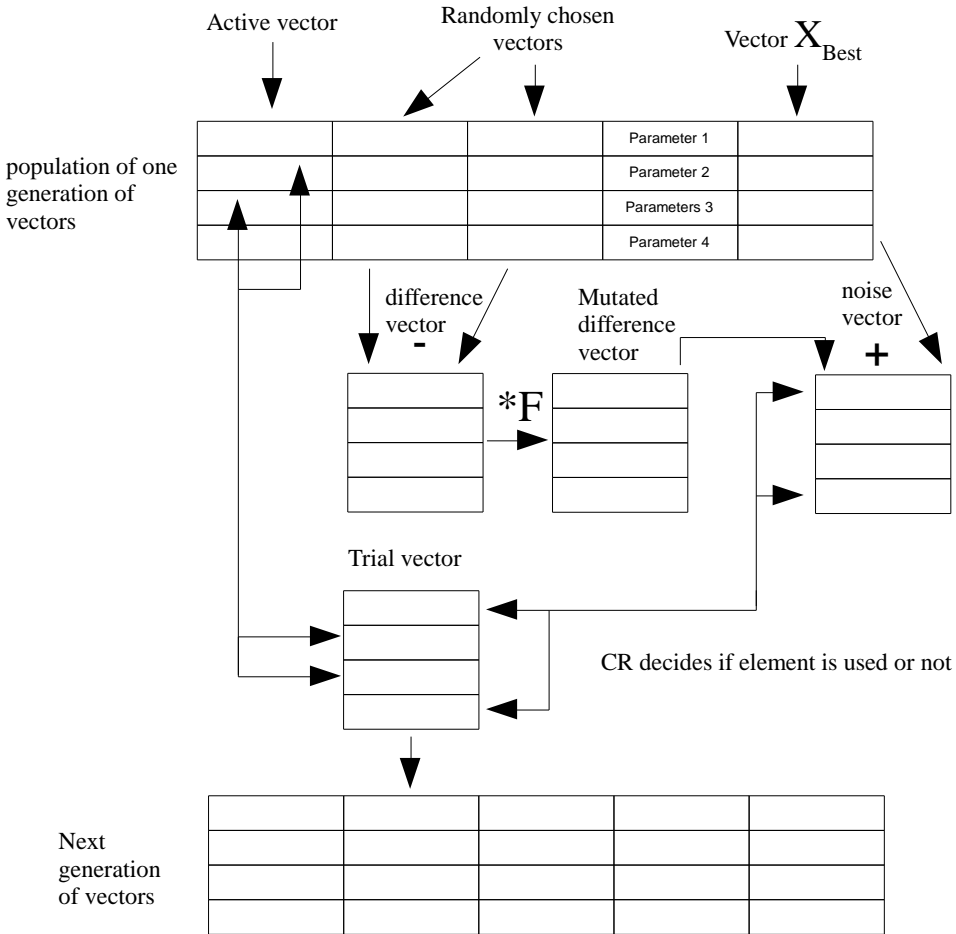 Active vector
Randomly chosen
vectors
Vector X Best
Parameter 1
population of one
generation of
vectors
Parameter 2
Parameters 3
Parameter 4
difference
vector
-
Mutated
difference
vector
noise
vector
+
*F
Trial vector
CR decides if element is used or not
Next
generation
of vectors